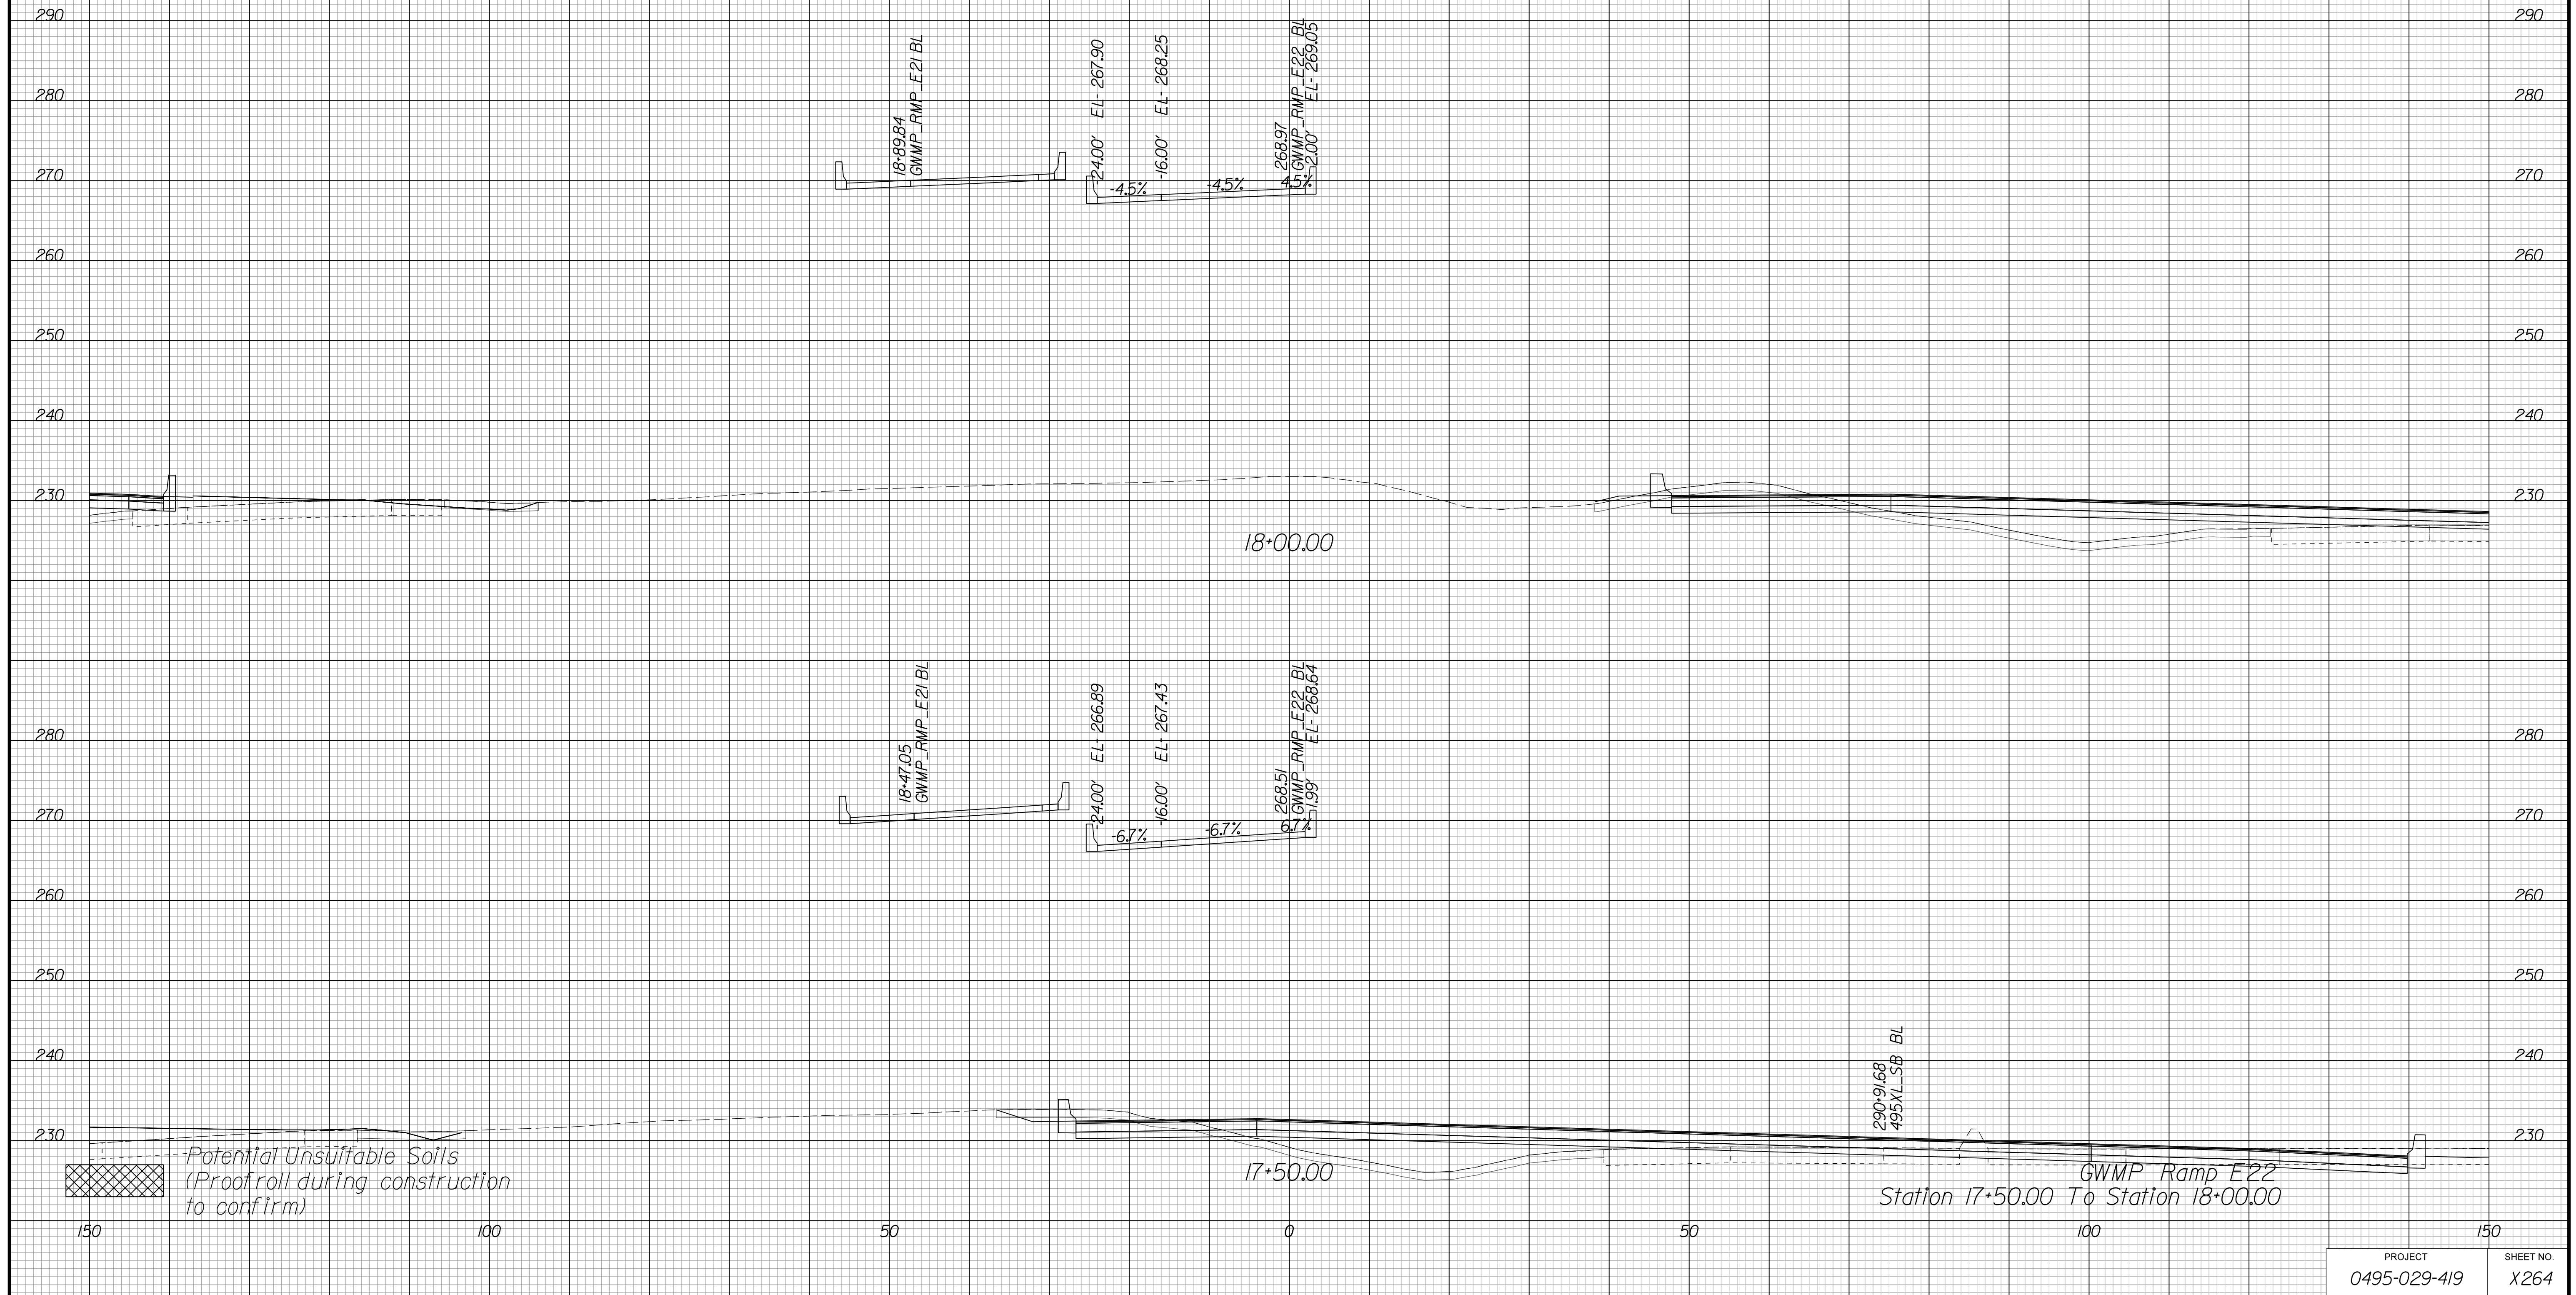 290 290
18+89.84
GWMP_RMP_E21 BL
-24.00' EL- 267.90
-16.00' EL- 268.25
268.97
GWMP_RMP_E22 BL
2.00' EL- 269.05
280 280
270 270
-4.5% -4.5% 4.5%
260 260
250 250
240 240
230 230
18+00.00
18+47.05
GWMP_RMP_E21 BL
-24.00' EL- 266.89
-16.00' EL- 267.43
268.51
GWMP_RMP_E22 BL
1.99' EL- 268.64
280 280
270 270
-6.7% -6.7% 6.7%
260 260
250 250
240 240
290+91.68
495XL_SB BL
230 230
17+50.00
Potential Unsuitable Soils
(Proofroll during construction
to confirm)
GWMP Ramp E22
Station 17+50.00 To Station 18+00.00
150 100 50 0 50 100 150
PROJECT SHEET NO.
0495-029-419 X264